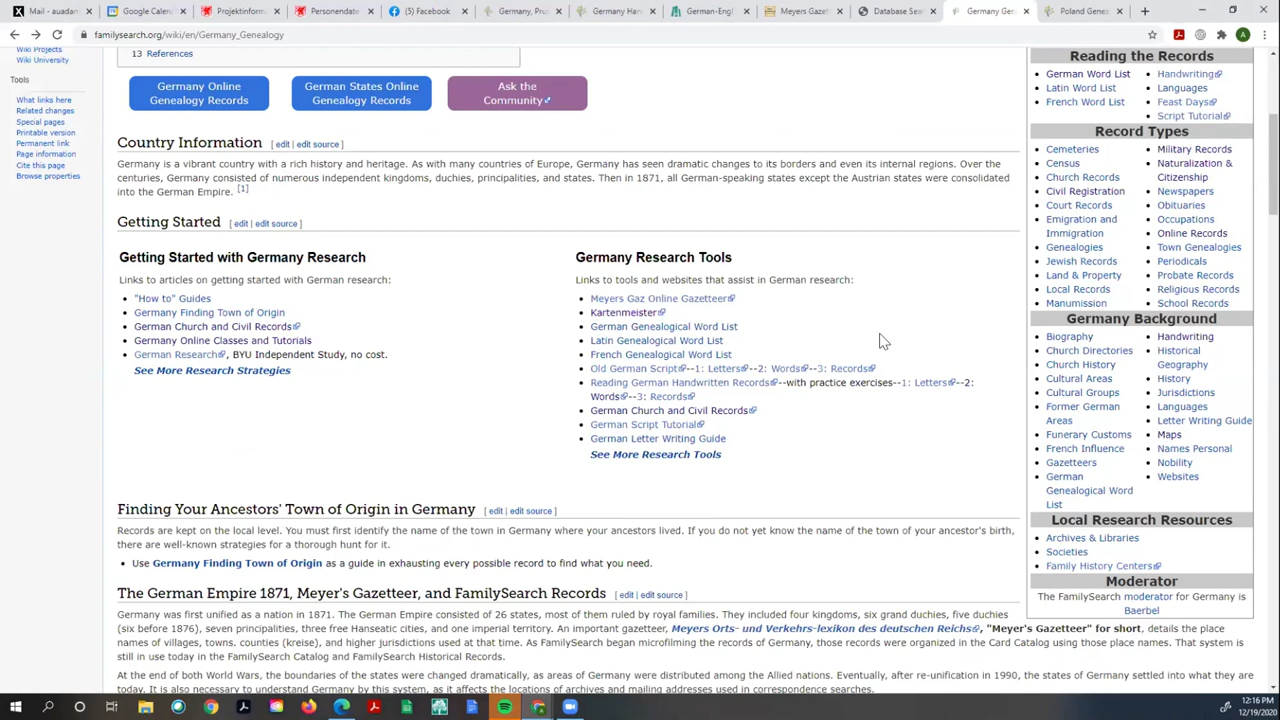 Mail - auadan
Google Calen
Projektinform
Personendate
(5) Facebook
Germany, Pru
Germany Han
German-Engl
Meyers Gazet
Database Sea
Germany Gen
Poland Genea
familysearch.org/wiki/en/Germany_Genealogy
Wiki Projects
Wiki University
Tools
What links here
Related changes
Special pages
Printable version
Permanent link
Page information
Cite this page
Browse properties
13 References
Germany Online
Genealogy Records
German States Online
Genealogy Records
Ask the
Community
Country Information [ edit | edit source ]
Germany is a vibrant country with a rich history and heritage. As with many countries of Europe, Germany has seen dramatic changes to its borders and even its internal regions. Over the
centuries, Germany consisted of numerous independent kingdoms, duchies, principalities, and states. Then in 1871, all German-speaking states except the Austrian states were consolidated
into the German Empire. [1]
Getting Started [ edit | edit source ]
Getting Started with Germany Research
Links to articles on getting started with German research:
"How to" Guides
Germany Finding Town of Origin
German Church and Civil Records
Germany Online Classes and Tutorials
German Research, BYU Independent Study, no cost.
See More Research Strategies
Germany Research Tools
Links to tools and websites that assist in German research:
Meyers Gaz Online Gazetteer
Kartenmeister
German Genealogical Word List
Latin Genealogical Word List
French Genealogical Word List
Old German Script--1: Letters--2: Words--3: Records
Reading German Handwritten Records--with practice exercises--1: Letters--2:
Words--3: Records
German Church and Civil Records
German Script Tutorial
German Letter Writing Guide
See More Research Tools
Finding Your Ancestors' Town of Origin in Germany [ edit | edit source ]
Records are kept on the local level. You must first identify the name of the town in Germany where your ancestors lived. If you do not yet know the name of the town of your ancestor's birth,
there are well-known strategies for a thorough hunt for it.
Use Germany Finding Town of Origin as a guide in exhausting every possible record to find what you need.
The German Empire 1871, Meyer's Gazetteer, and FamilySearch Records [ edit | edit source ]
Germany was first unified as a nation in 1871. The German Empire consisted of 26 states, most of them ruled by royal families. They included four kingdoms, six grand duchies, five duchies
(six before 1876), seven principalities, three free Hanseatic cities, and one imperial territory. An important gazetteer, Meyers Orts- und Verkehrs-lexikon des deutschen Reichs, "Meyer's Gazetteer" for short, details the place
names of villages, towns. counties (kreise), and higher jurisdictions used at that time. As FamilySearch began microfilming the records of Germany, those records were organized in the Card Catalog using those place names. That system is
still in use today in the FamilySearch Catalog and FamilySearch Historical Records.
At the end of both World Wars, the boundaries of the states were changed dramatically, as areas of Germany were distributed among the Allied nations. Eventually, after re-unification in 1990, the states of Germany settled into what they are
today. It is also necessary to understand Germany by this system, as it affects the locations of archives and mailing addresses used in correspondence searches.
Reading the Records
German Word List
Latin Word List
French Word List
Handwriting
Languages
Feast Days
Script Tutorial
Record Types
Cemeteries
Census
Church Records
Civil Registration
Court Records
Emigration and
Immigration
Genealogies
Jewish Records
Land & Property
Local Records
Manumission
Military Records
Naturalization &
Citizenship
Newspapers
Obituaries
Occupations
Online Records
Town Genealogies
Periodicals
Probate Records
Religious Records
School Records
Germany Background
Biography
Church Directories
Church History
Cultural Areas
Cultural Groups
Former German
Areas
Funerary Customs
French Influence
Gazetteers
German
Genealogical Word
List
Handwriting
Historical
Geography
History
Jurisdictions
Languages
Letter Writing Guide
Maps
Names Personal
Nobility
Websites
Local Research Resources
Archives & Libraries
Societies
Family History Centers
Moderator
The FamilySearch moderator for Germany is
Baerbel
12:16 PM
12/19/2020